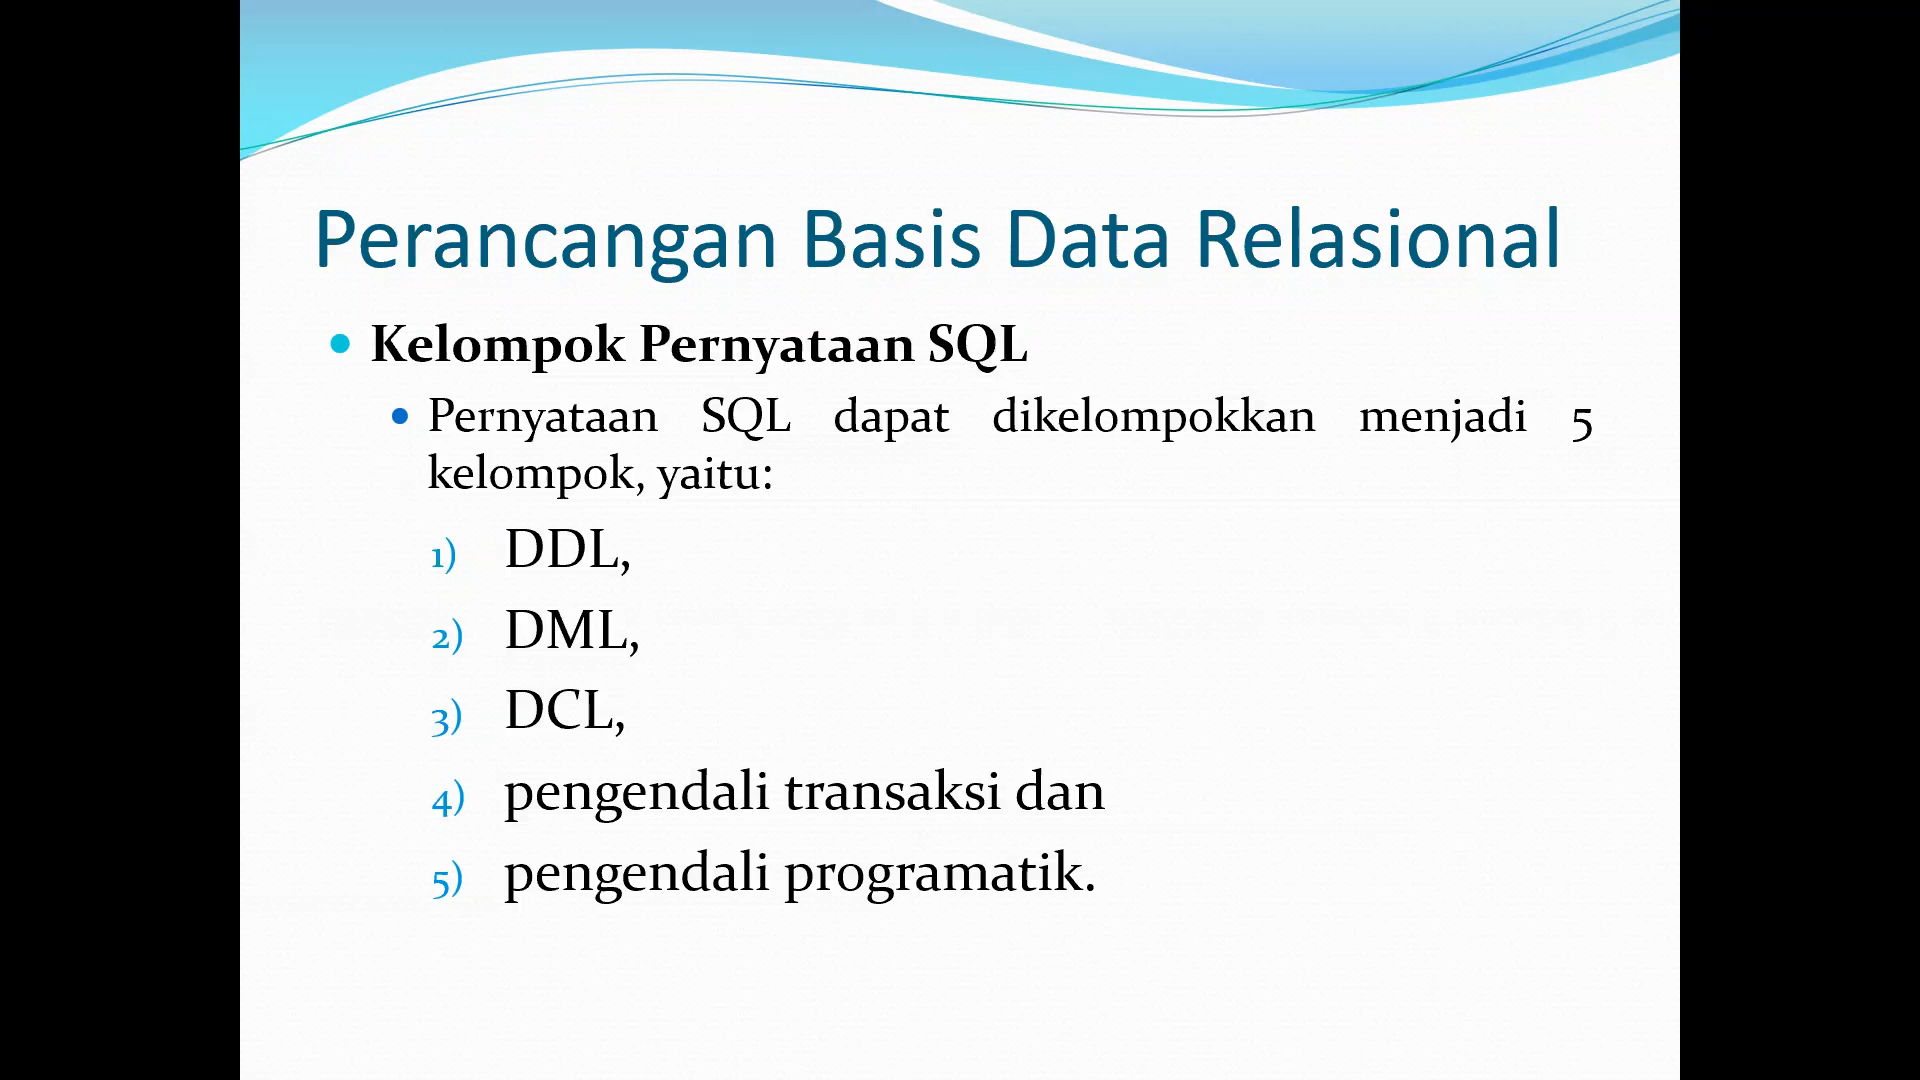 Perancangan Basis Data Relasional
Kelompok Pernyataan SQL
Pernyataan SQL dapat dikelompokkan menjadi 5
kelompok, yaitu:
1) DDL,
2) DML,
3) DCL,
4) pengendali transaksi dan
5) pengendali programatik.